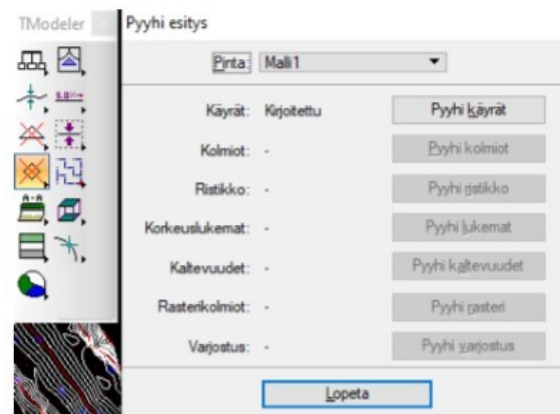 TModeler
Pyyhi esitys
Pinta: Malli1
Käyrät: Kirjoitettu Pyyhi käyrät
Kolmiot: - Pyyhi kolmiot
Ristikko: - Pyyhi ristikko
Korkeuslukemat: - Pyyhi lukemat
Kaltevuudet: - Pyyhi kaltevuudet
Rasterikolmiot: - Pyyhi rasteri
Varjostus: - Pyyhi varjostus
Lopeta